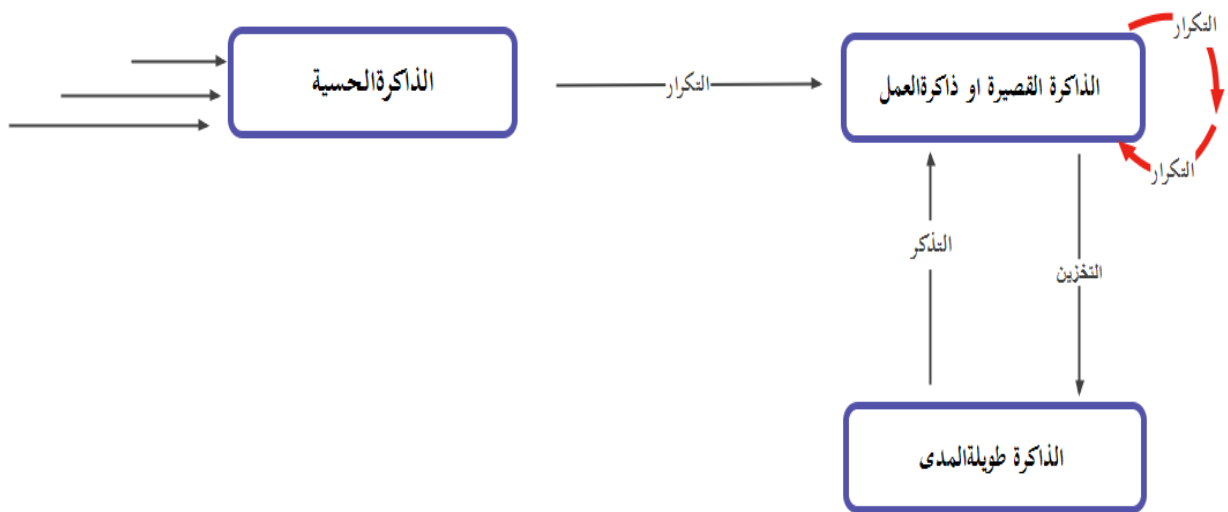 التكرار
الذاكرةالحسية
التكرار
الذاكرة القصيرة او ذاكرةالعمل
التكرار
التذكر
التخزين
الذاكرة طويلةالمدى